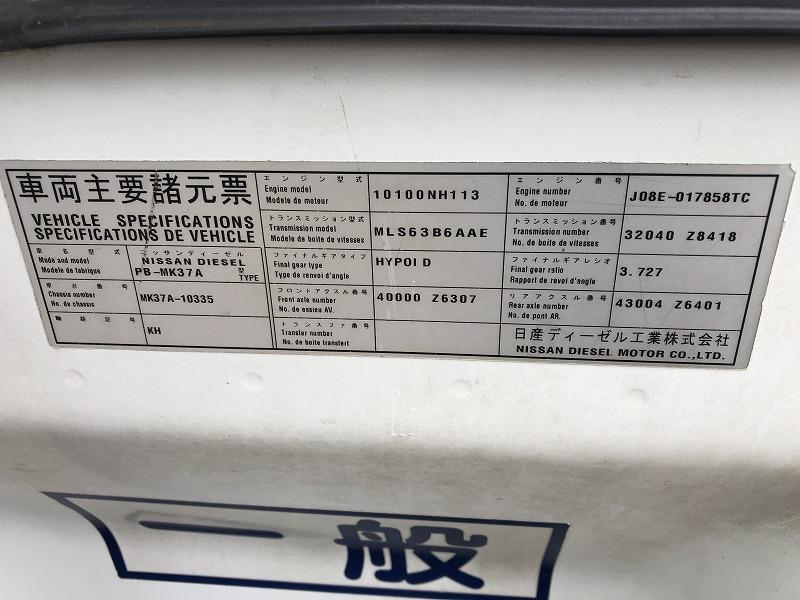 車両主要諸元票
VEHICLE SPECIFICATIONS
SPECIFICATIONS DE VEHICLE
車名型式
Made and model
Modele de fabrique
ニッサンディーゼル
NISSAN DIESEL
PB-MK37A 型 TYPE
車台番号
Chassis number
No. de chassis
MK37A-10335
KH
エンジン型式
Engine model
Modele de moteur
10100NH113
トランスミッション型式
Transmission model
Modele de boite de vitesses
MLS63B6AAE
ファイナルギアタイプ
Final gear type
Type de renvoi d'angle
HYPOI D
フロントアクスル番号
Front axle number
No. de essieu AV.
40000 Z6307
トランスファ番号
Transfer number
No. de boite transfert
エンジン番号
Engine number
No. de moteur
J08E-017858TC
トランスミッション番号
Transmission number
No. de boite de vitesses
32040 Z8418
ファイナルギアレシオ
Final gear ratio
Rapport de renvoi d'angle
3.727
リアアクスル番号
Rear axle number
No. de pont AR.
43004 Z6401
日産ディーゼル工業株式会社
NISSAN DIESEL MOTOR CO.,LTD.
一般